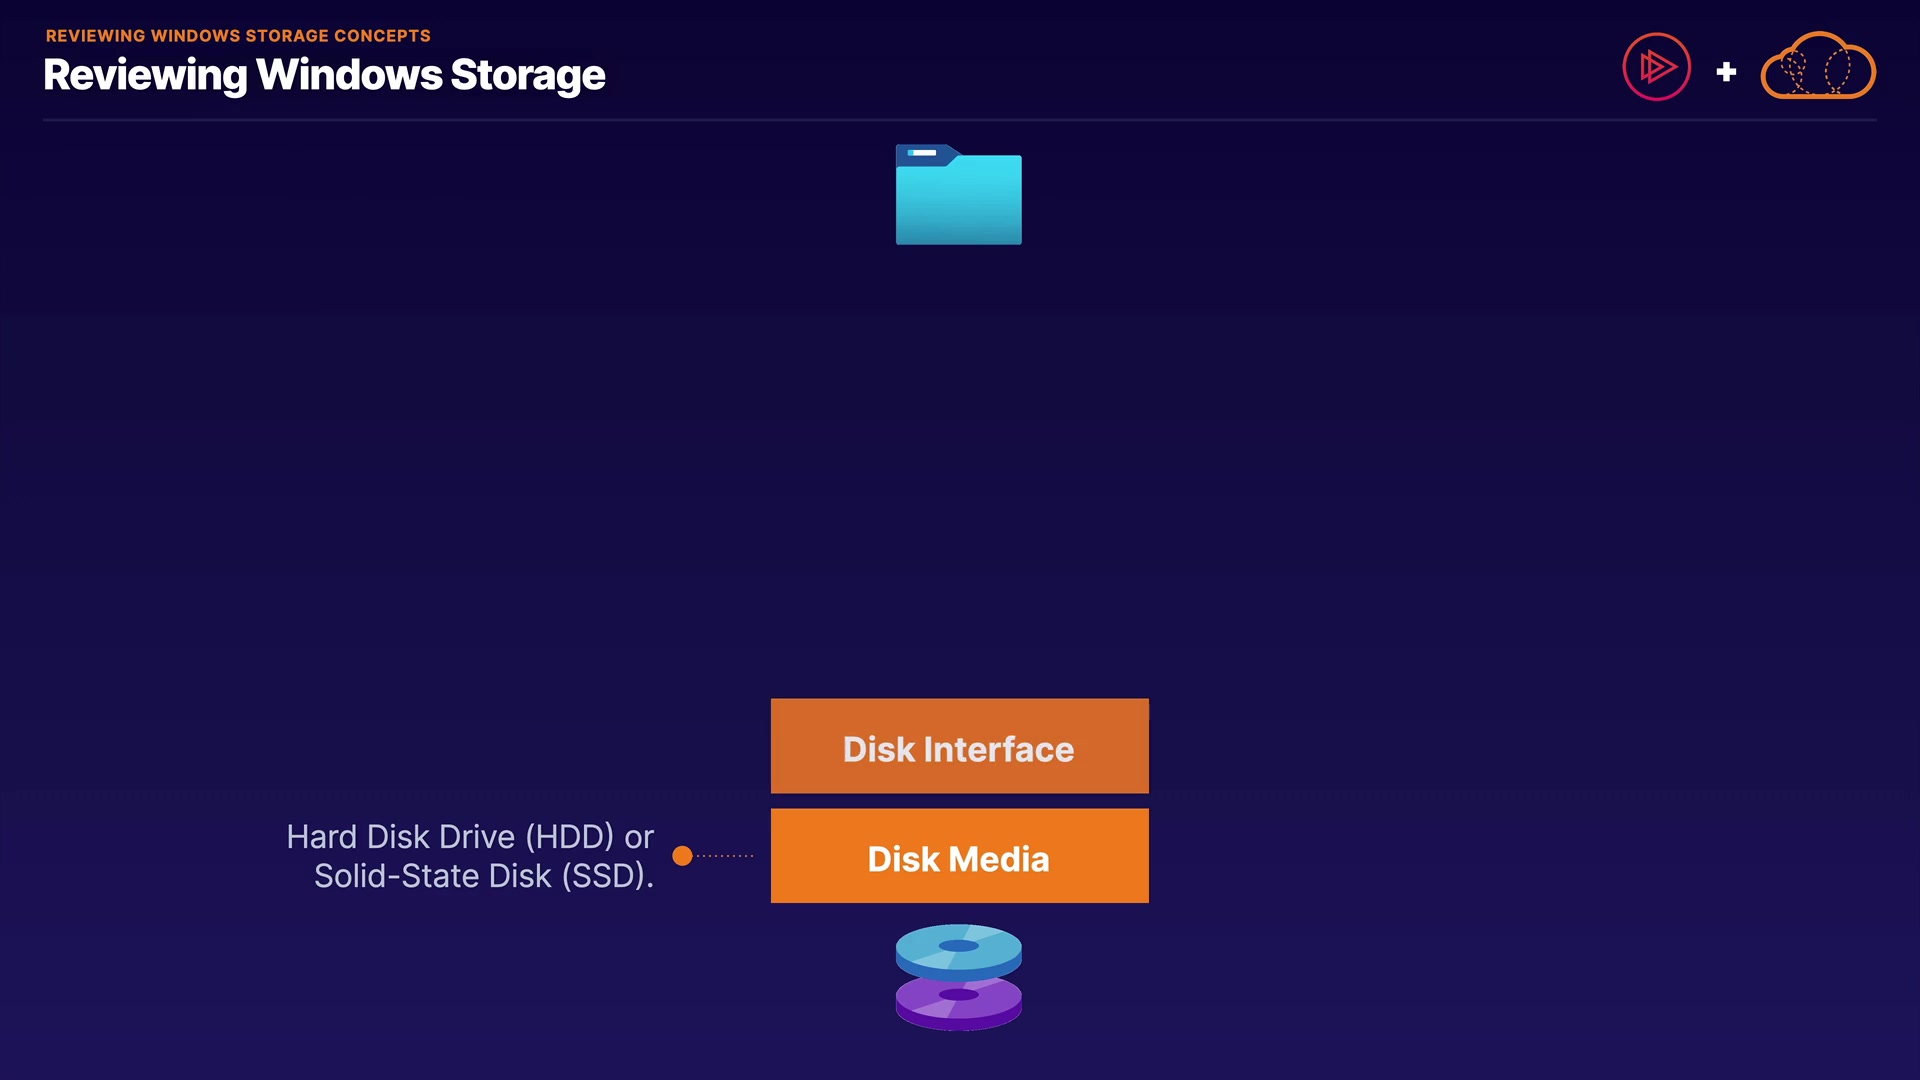 REVIEWING WINDOWS STORAGE CONCEPTS
Reviewing Windows Storage
Disk Interface
Hard Disk Drive (HDD) or
Solid-State Disk (SSD).
Disk Media